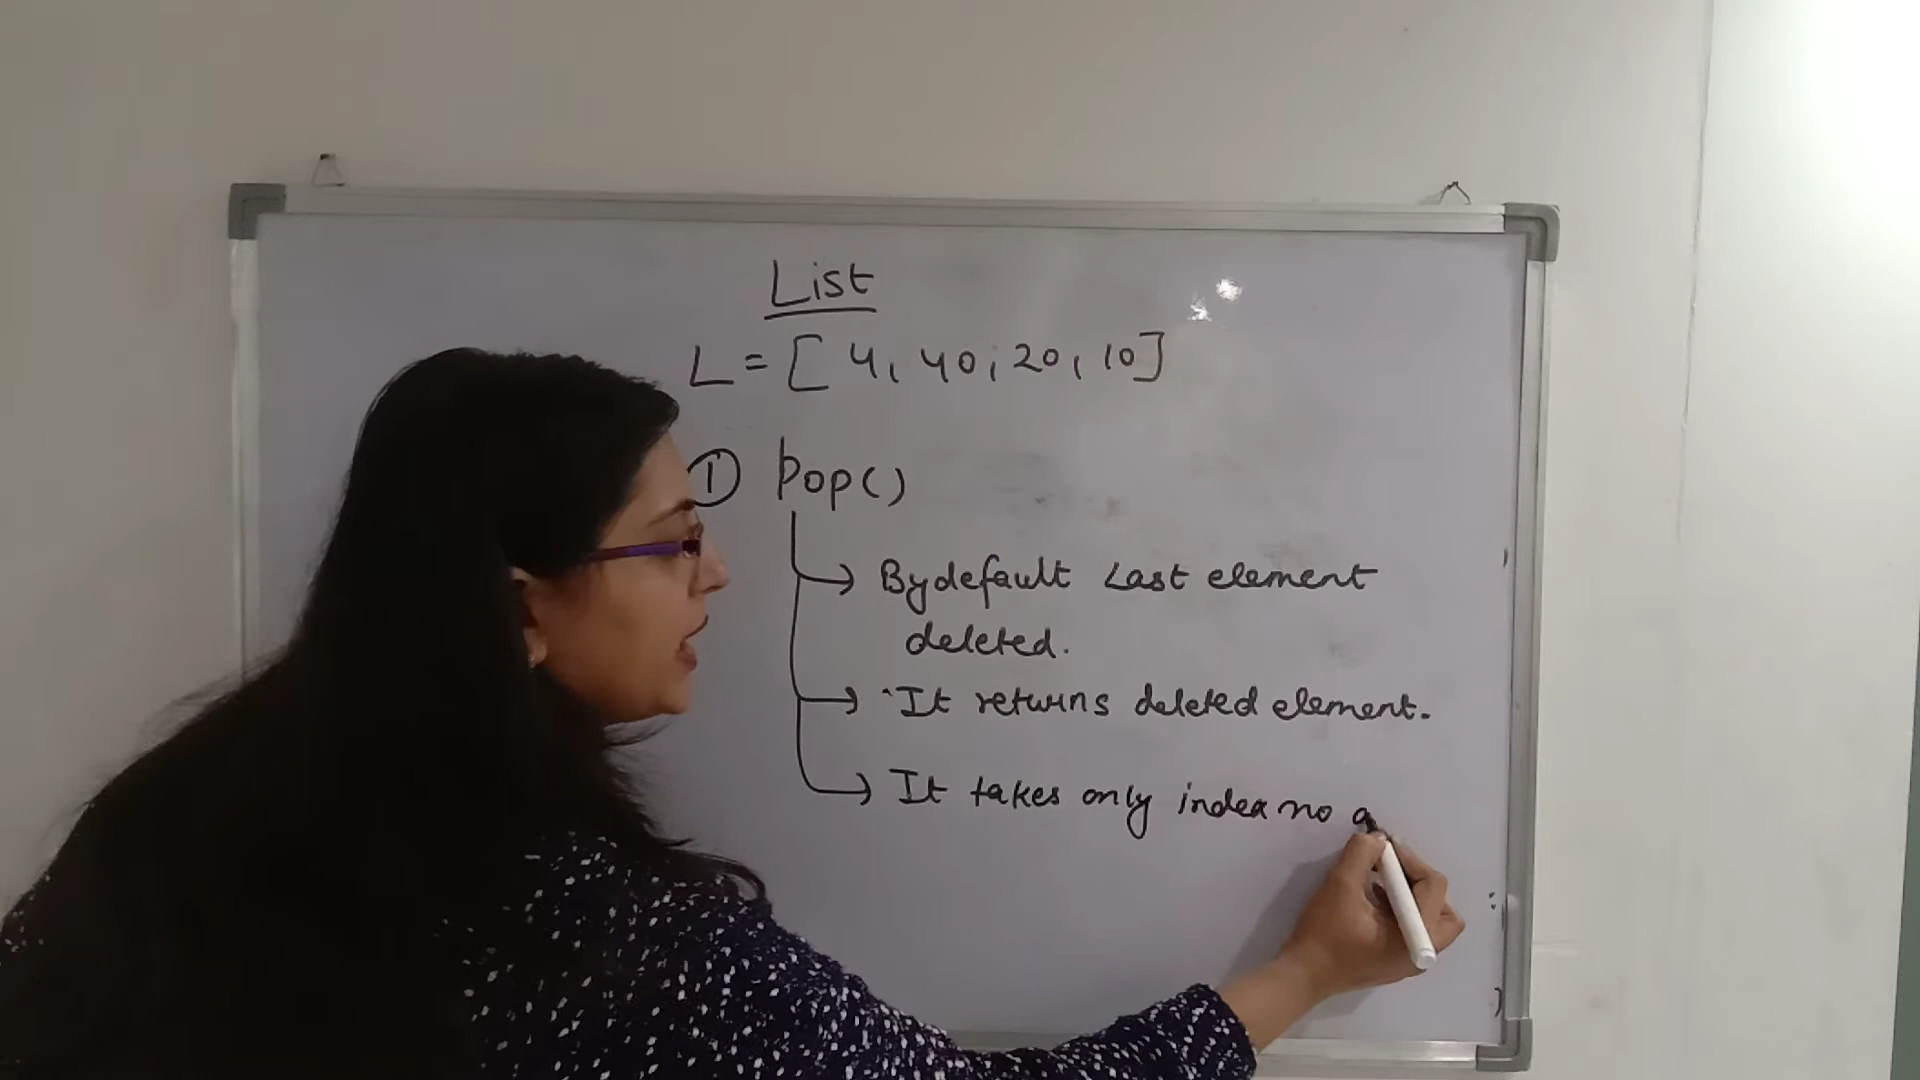 List
L = [ 4, 40, 20, 10]
① pop()
Bydefault Last element
deleted.
It returns deleted element.
It takes only index no a